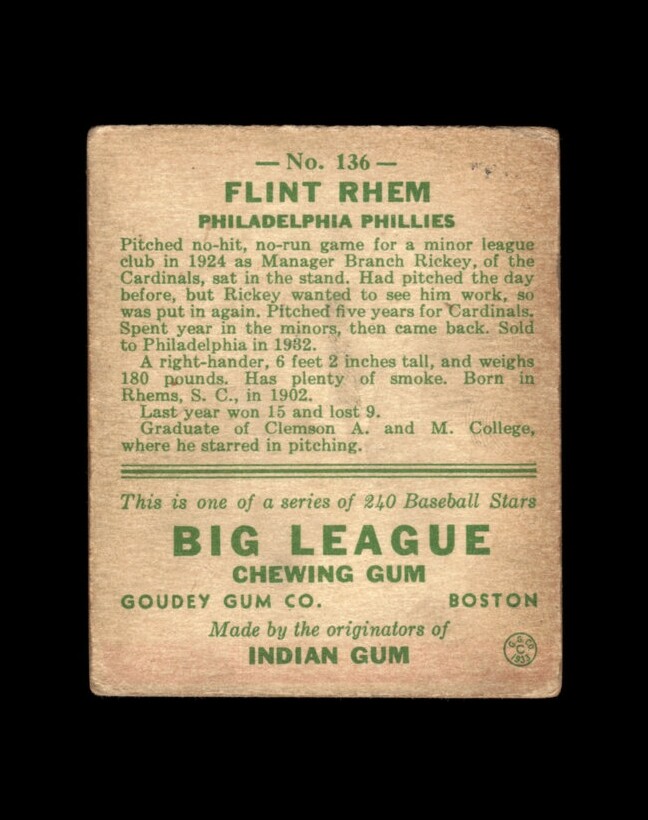 — No. 136 —
FLINT RHEM
PHILADELPHIA PHILLIES
Pitched no-hit, no-run game for a minor league
club in 1924 as Manager Branch Rickey, of the
Cardinals, sat in the stand. Had pitched the day
before, but Rickey wanted to see him work, so
was put in again. Pitched five years for Cardinals.
Spent year in the minors, then came back. Sold
to Philadelphia in 1932.
A right-hander, 6 feet 2 inches tall, and weighs
180 pounds. Has plenty of smoke. Born in
Rhems, S. C., in 1902.
Last year won 15 and lost 9.
Graduate of Clemson A. and M. College,
where he starred in pitching.
This is one of a series of 240 Baseball Stars
BIG LEAGUE
CHEWING GUM
GOUDEY GUM CO. BOSTON
Made by the originators of
INDIAN GUM
G. G. CO.
C
1933